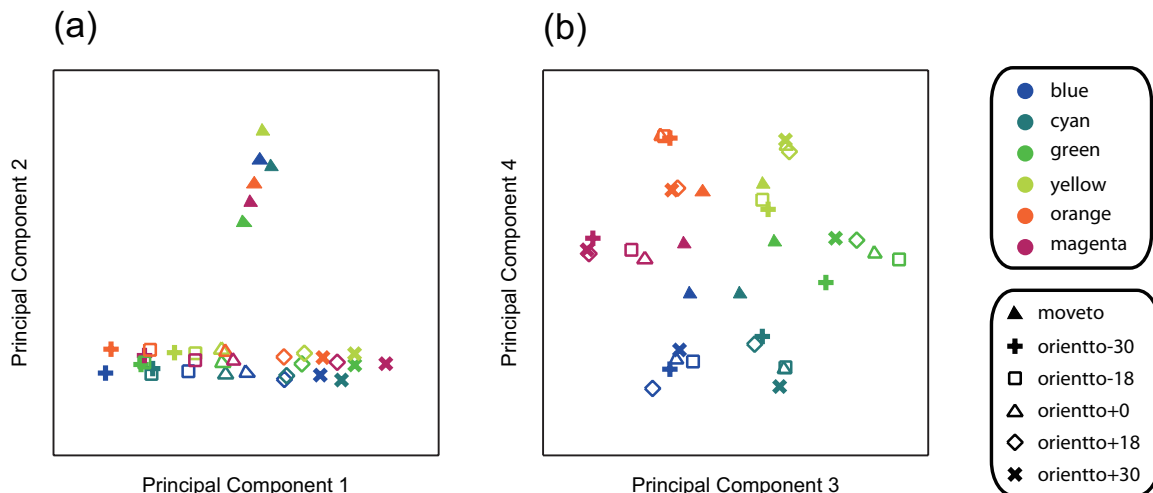 (a)
Principal Component 2
Principal Component 1
(b)
Principal Component 4
Principal Component 3
blue
cyan
green
yellow
orange
magenta
moveto
orientto-30
orientto-18
orientto+0
orientto+18
orientto+30